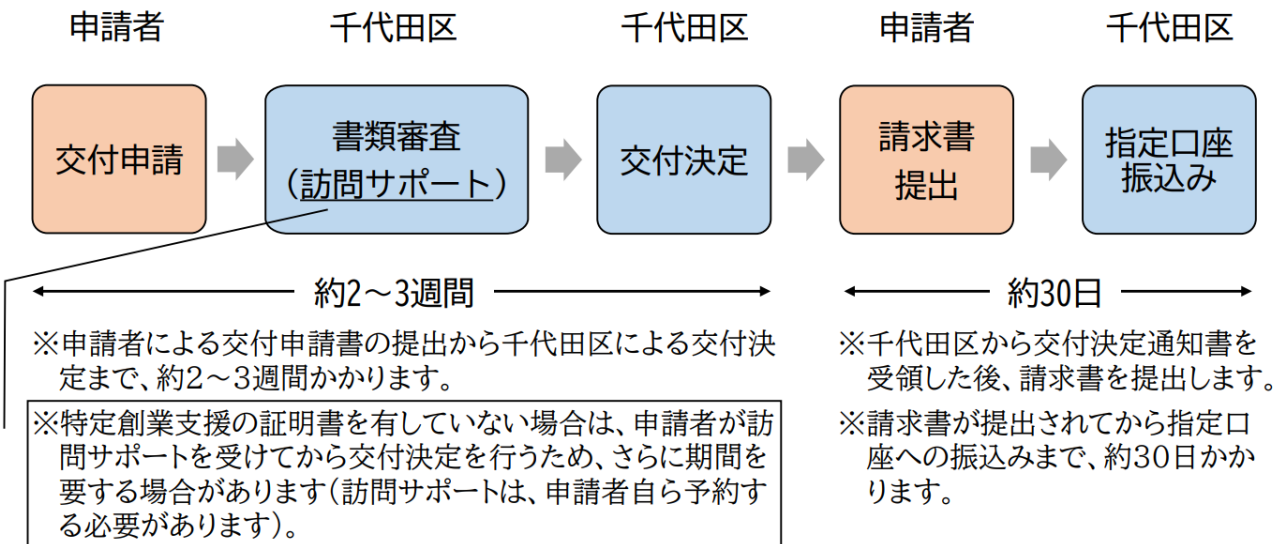 申請者
千代田区
千代田区
申請者
千代田区
交付申請
書類審査
（訪問サポート）
交付決定
請求書
提出
指定口座
振込み
約2～3週間
約30日
※申請者による交付申請書の提出から千代田区による交付決
定まで、約2～3週間かかります。
※特定創業支援の証明書を有していない場合は、申請者が訪
問サポートを受けてから交付決定を行うため、さらに期間を
要する場合があります（訪問サポートは、申請者自ら予約す
る必要があります）。
※千代田区から交付決定通知書を
受領した後、請求書を提出します。
※請求書が提出されてから指定口
座への振込みまで、約30日かか
ります。